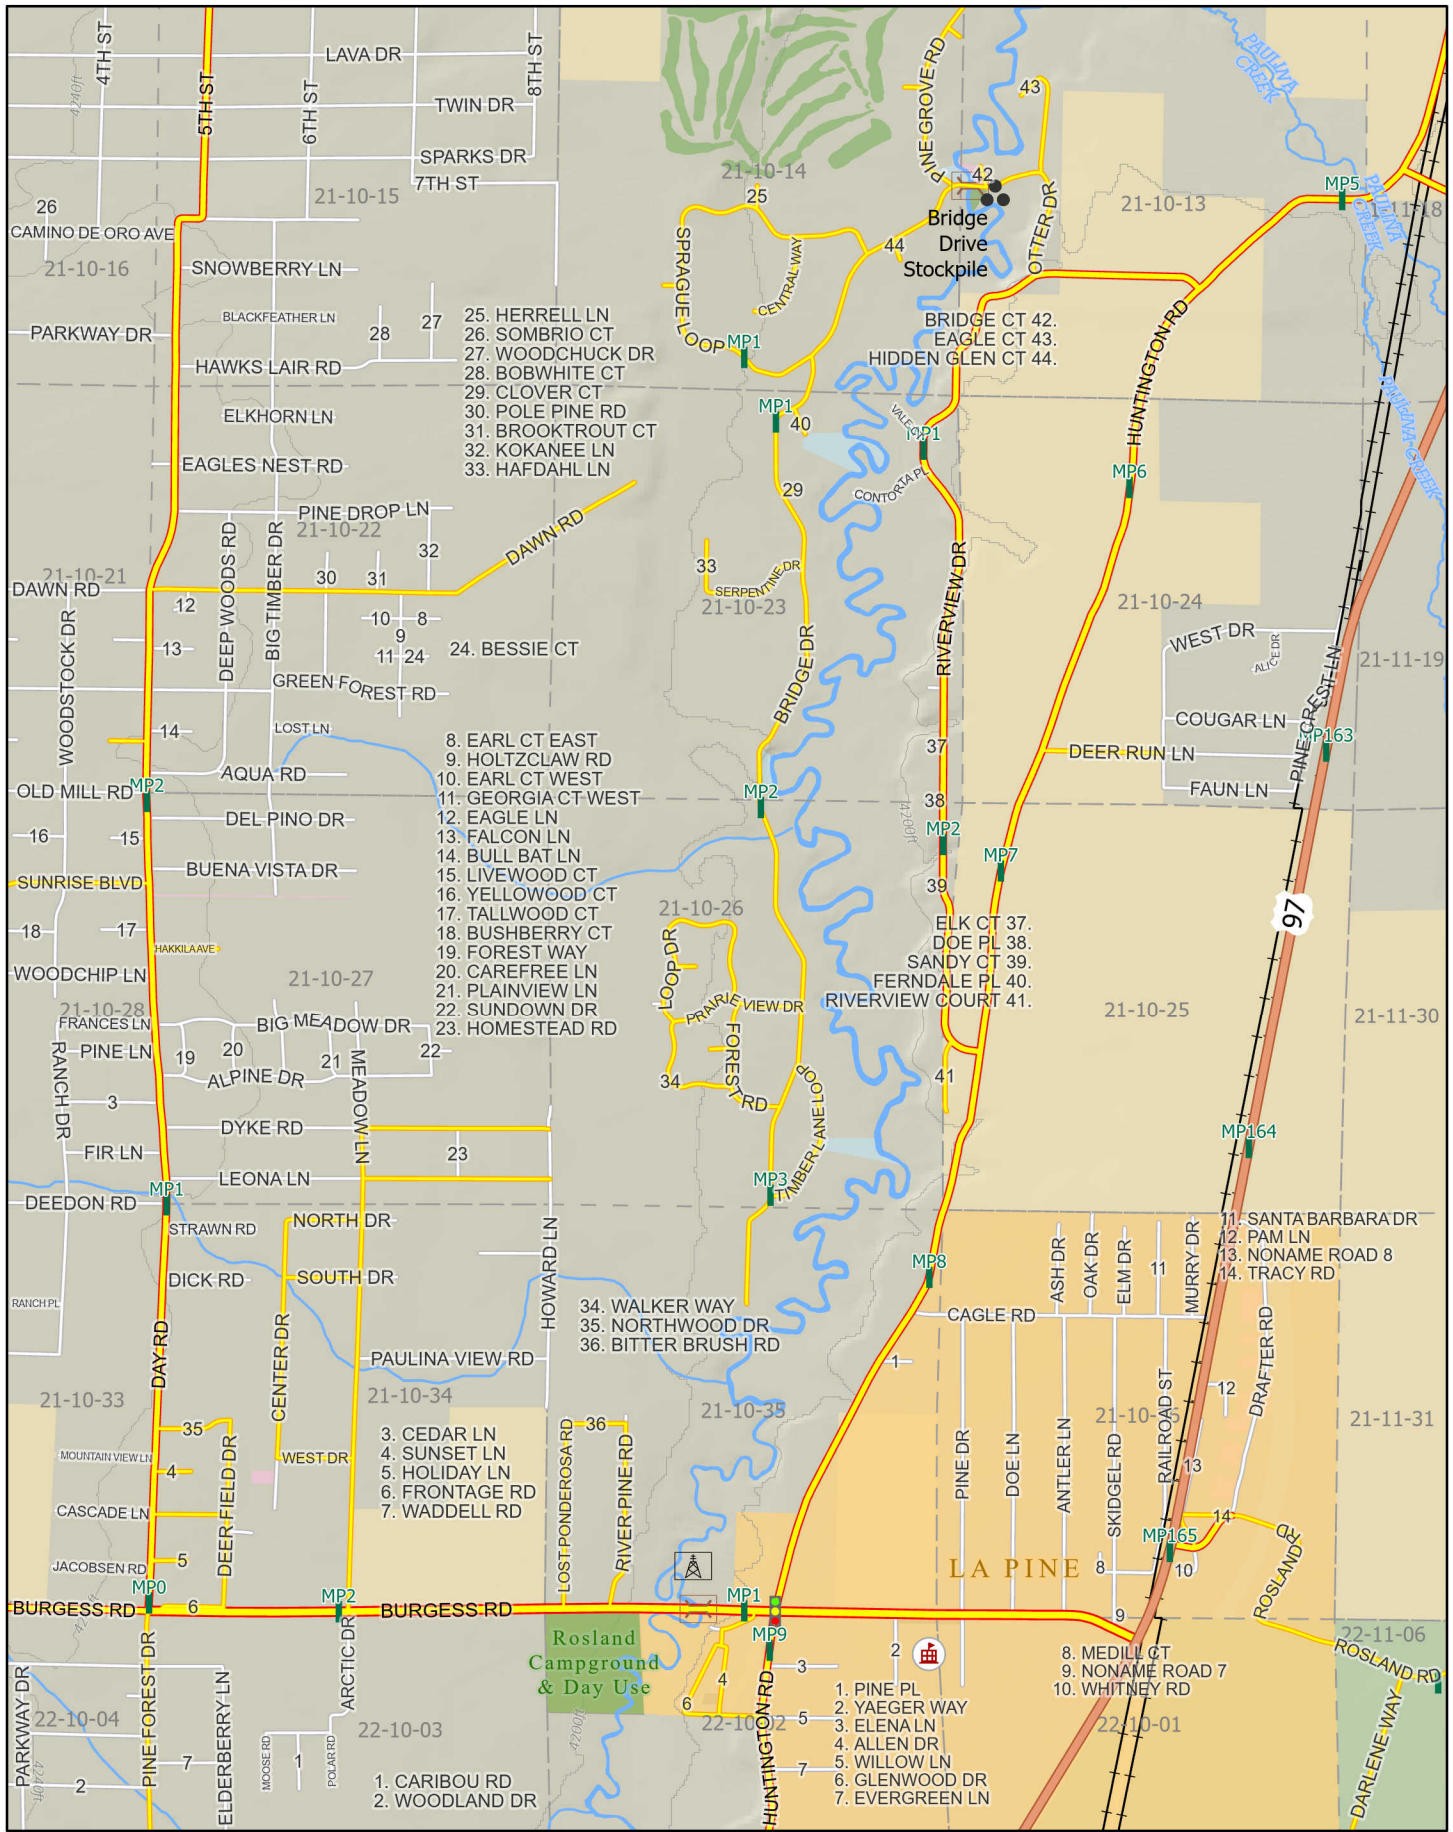 4TH ST
5TH ST
6TH ST
8TH ST
LAVA DR
TWIN DR
SPARKS DR
7TH ST
4240ft
PINE GROVE RD
43
42
PAULINA
CREEK
MP5
PAULINA
CREEK
21-10-14
21-10-15
21-10-13
1-11-18
26
CAMINO DE ORO AVE
21-10-16
25
SPRAGUE LOOP
CENTRAL WAY
44
Bridge
Drive
Stockpile
OTTER DR
SNOWBERRY LN
BLACKFEATHER LN
28
27
PARKWAY DR
HAWKS LAIR RD
ELKHORN LN
EAGLES NEST RD
PINE DROP LN
25. HERRELL LN
26. SOMBRIO CT
27. WOODCHUCK DR
28. BOBWHITE CT
29. CLOVER CT
30. POLE PINE RD
31. BROOKTROUT CT
32. KOKANEE LN
33. HAFDAHL LN
BRIDGE CT 42.
EAGLE CT 43.
HIDDEN GLEN CT 44.
MP1
MP1
40
MP1
CONTORTA PL
HUNTINGTON RD
MP6
PAULINA CREEK
21-10-22
21-10-21
DAWN RD
DAWN RD
DEEP WOODS RD
BIG TIMBER DR
32
30
31
12
10
8
9
13
11
24
24. BESSIE CT
29
33
SERPENTINE DR
21-10-23
BRIDGE DR
RIVERVIEW DR
21-10-24
WEST DR
ALICE DR
PINE CREST LN
21-11-19
WOODSTOCK DR
GREEN FOREST RD
LOST LN
14
AQUA RD
OLD MILL RD
MP2
DEL PINO DR
16
15
SUNRISE BLVD
BUENA VISTA DR
18
17
HAKKILA AVE
WOODCHIP LN
21-10-27
21-10-28
8. EARL CT EAST
9. HOLTZCLAW RD
10. EARL CT WEST
11. GEORGIA CT WEST
12. EAGLE LN
13. FALCON LN
14. BULL BAT LN
15. LIVEWOOD CT
16. YELLOWOOD CT
17. TALLWOOD CT
18. BUSHBERRY CT
19. FOREST WAY
20. CAREFREE LN
21. PLAINVIEW LN
22. SUNDOWN DR
23. HOMESTEAD RD
MP2
37
38
4200ft
MP2
39
MP7
COUGAR LN
DEER RUN LN
FAUN LN
MP163
97
ELK CT 37.
DOE PL 38.
SANDY CT 39.
FERNDALE PL 40.
RIVERVIEW COURT 41.
21-10-26
LOOP DR
PRAIRIE VIEW DR
FOREST RD
34
TIMBER LANE LOOP
MP3
41
21-10-25
21-11-30
MP164
FRANCES LN
PINE LN
RANCH DR
BIG MEADOW DR
19
20
21
22
ALPINE DR
MEADOW LN
3
DYKE RD
FIR LN
23
LEONA LN
DEEDON RD
MP1
STRAWN RD
NORTH DR
DICK RD
SOUTH DR
RANCH PL
DAY RD
CENTER DR
HOWARD LN
PAULINA VIEW RD
34. WALKER WAY
35. NORTHWOOD DR
36. BITTER BRUSH RD
MP8
CAGLE RD
ASH DR
OAK DR
ELM DR
11
MURRY DR
11. SANTA BARBARA DR
12. PAM LN
13. NONAME ROAD 8
14. TRACY RD
1
DRAFTER RD
12
21-10-33
21-10-34
21-10-35
21-11-31
35
MOUNTAIN VIEW LN
4
WEST DR
CASCADE LN
DEER FIELD DR
JACOBSEN RD
5
3. CEDAR LN
4. SUNSET LN
5. HOLIDAY LN
6. FRONTAGE RD
7. WADDELL RD
36
LOST PONDEROSA RD
RIVER PINE RD
PINE DR
DOE LN
ANTLER LN
SKIDGEL RD
RAILROAD ST
13
14
MP165
LA PINE
8
10
ROSLAND RD
9
MP0
6
BURGESS RD
MP2
BURGESS RD
MP1
MP9
ARCTIC DR
Rosland
Campground
& Day Use
2
3
4
6
5
7
8. MEDILL CT
9. NONAME ROAD 7
10. WHITNEY RD
22-11-06
ROSLAND RD
DARLENE WAY
PARKWAY DR
22-10-04
PINE FOREST DR
ELDERBERRY LN
MOOSE RD
1
POLAR RD
22-10-03
7
2
4240ft
1. CARIBOU RD
2. WOODLAND DR
4200ft
22-10-02
HUNTINGTON RD
1. PINE PL
2. YAEGER WAY
3. ELENA LN
4. ALLEN DR
5. WILLOW LN
6. GLENWOOD DR
7. EVERGREEN LN
22-10-01